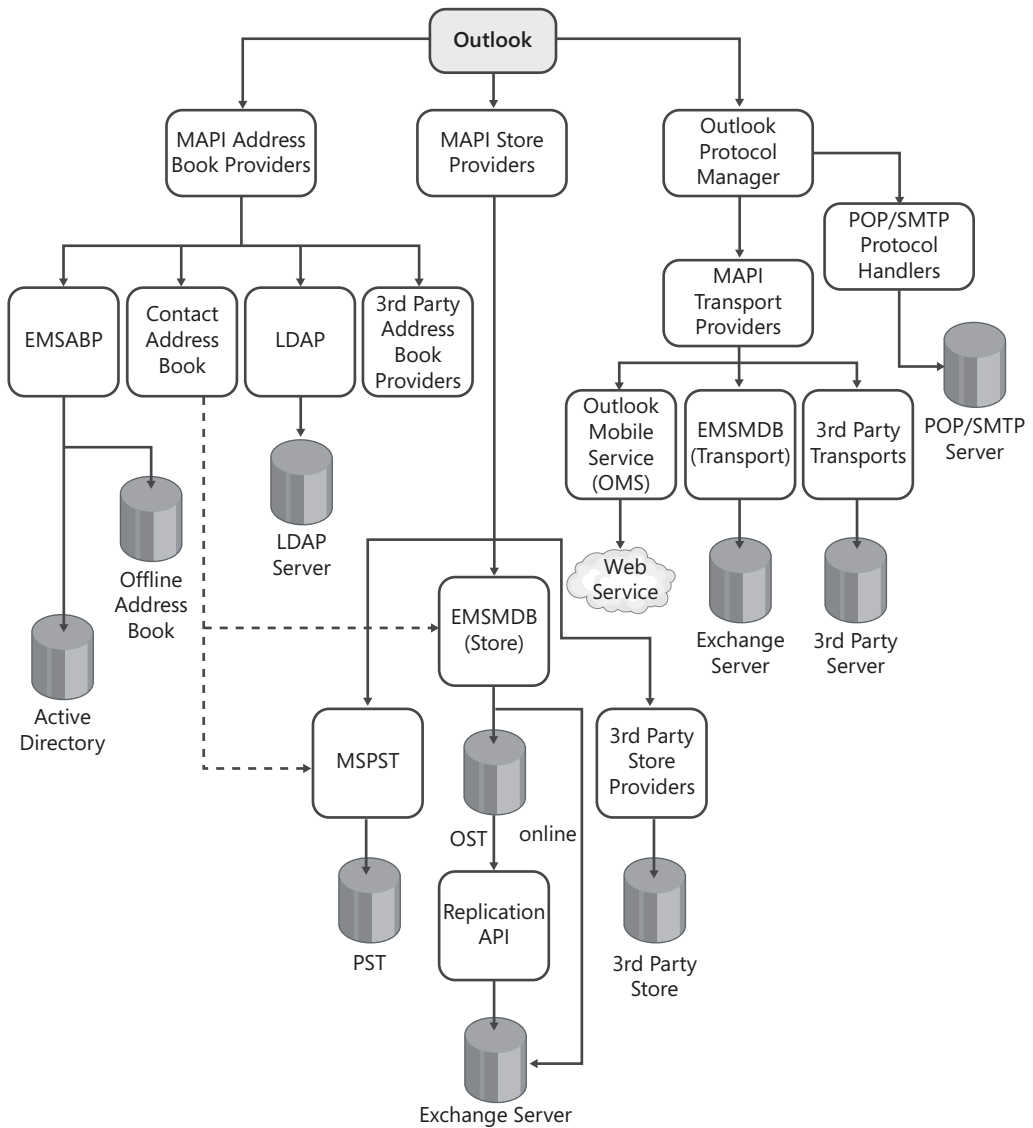 Outlook
MAPI Address
Book Providers
MAPI Store
Providers
Outlook
Protocol
Manager
POP/SMTP
Protocol
Handlers
MAPI
Transport
Providers
EMSABP
Contact
Address
Book
LDAP
3rd Party
Address
Book
Providers
Outlook
Mobile
Service
(OMS)
EMSMDB
(Transport)
3rd Party
Transports
POP/SMTP
Server
LDAP
Server
Offline
Address
Book
Web
Service
Exchange
Server
3rd Party
Server
EMSMDB
(Store)
Active
Directory
MSPST
3rd Party
Store
Providers
OST
online
Replication
API
PST
3rd Party
Store
Exchange Server